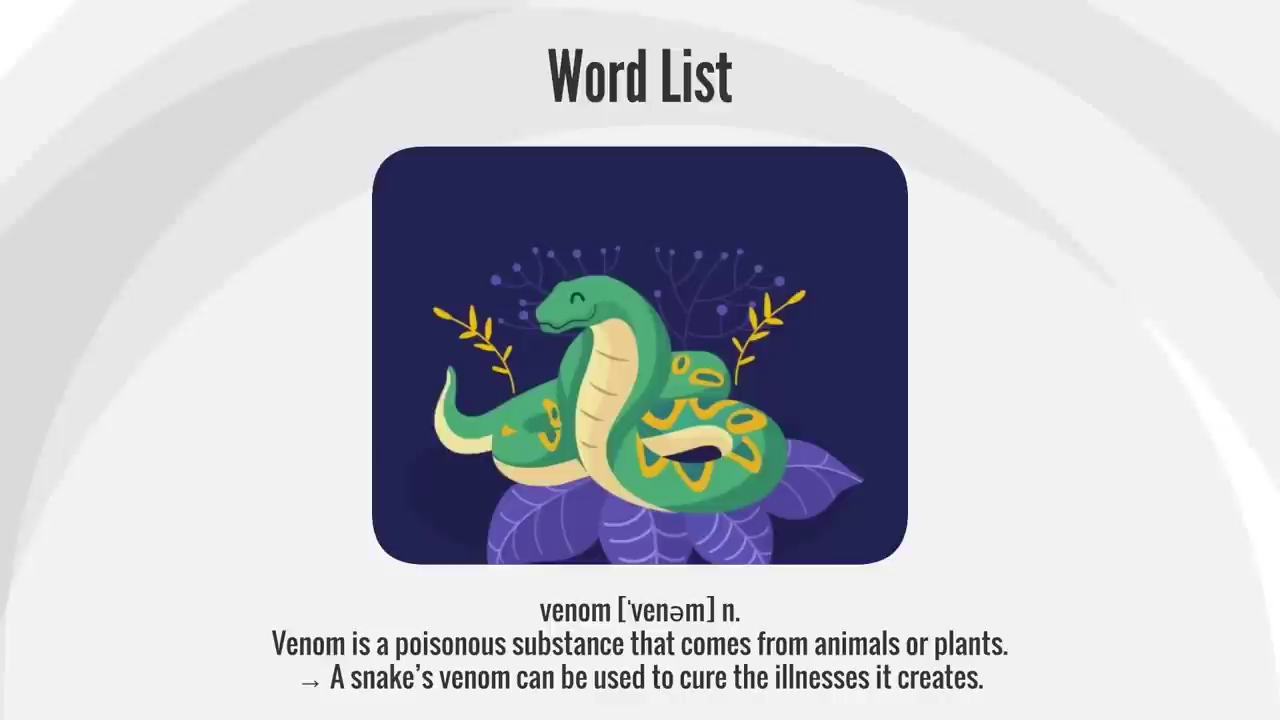 Word List
venom [ˈvenəm] n.
Venom is a poisonous substance that comes from animals or plants.
→ A snake’s venom can be used to cure the illnesses it creates.